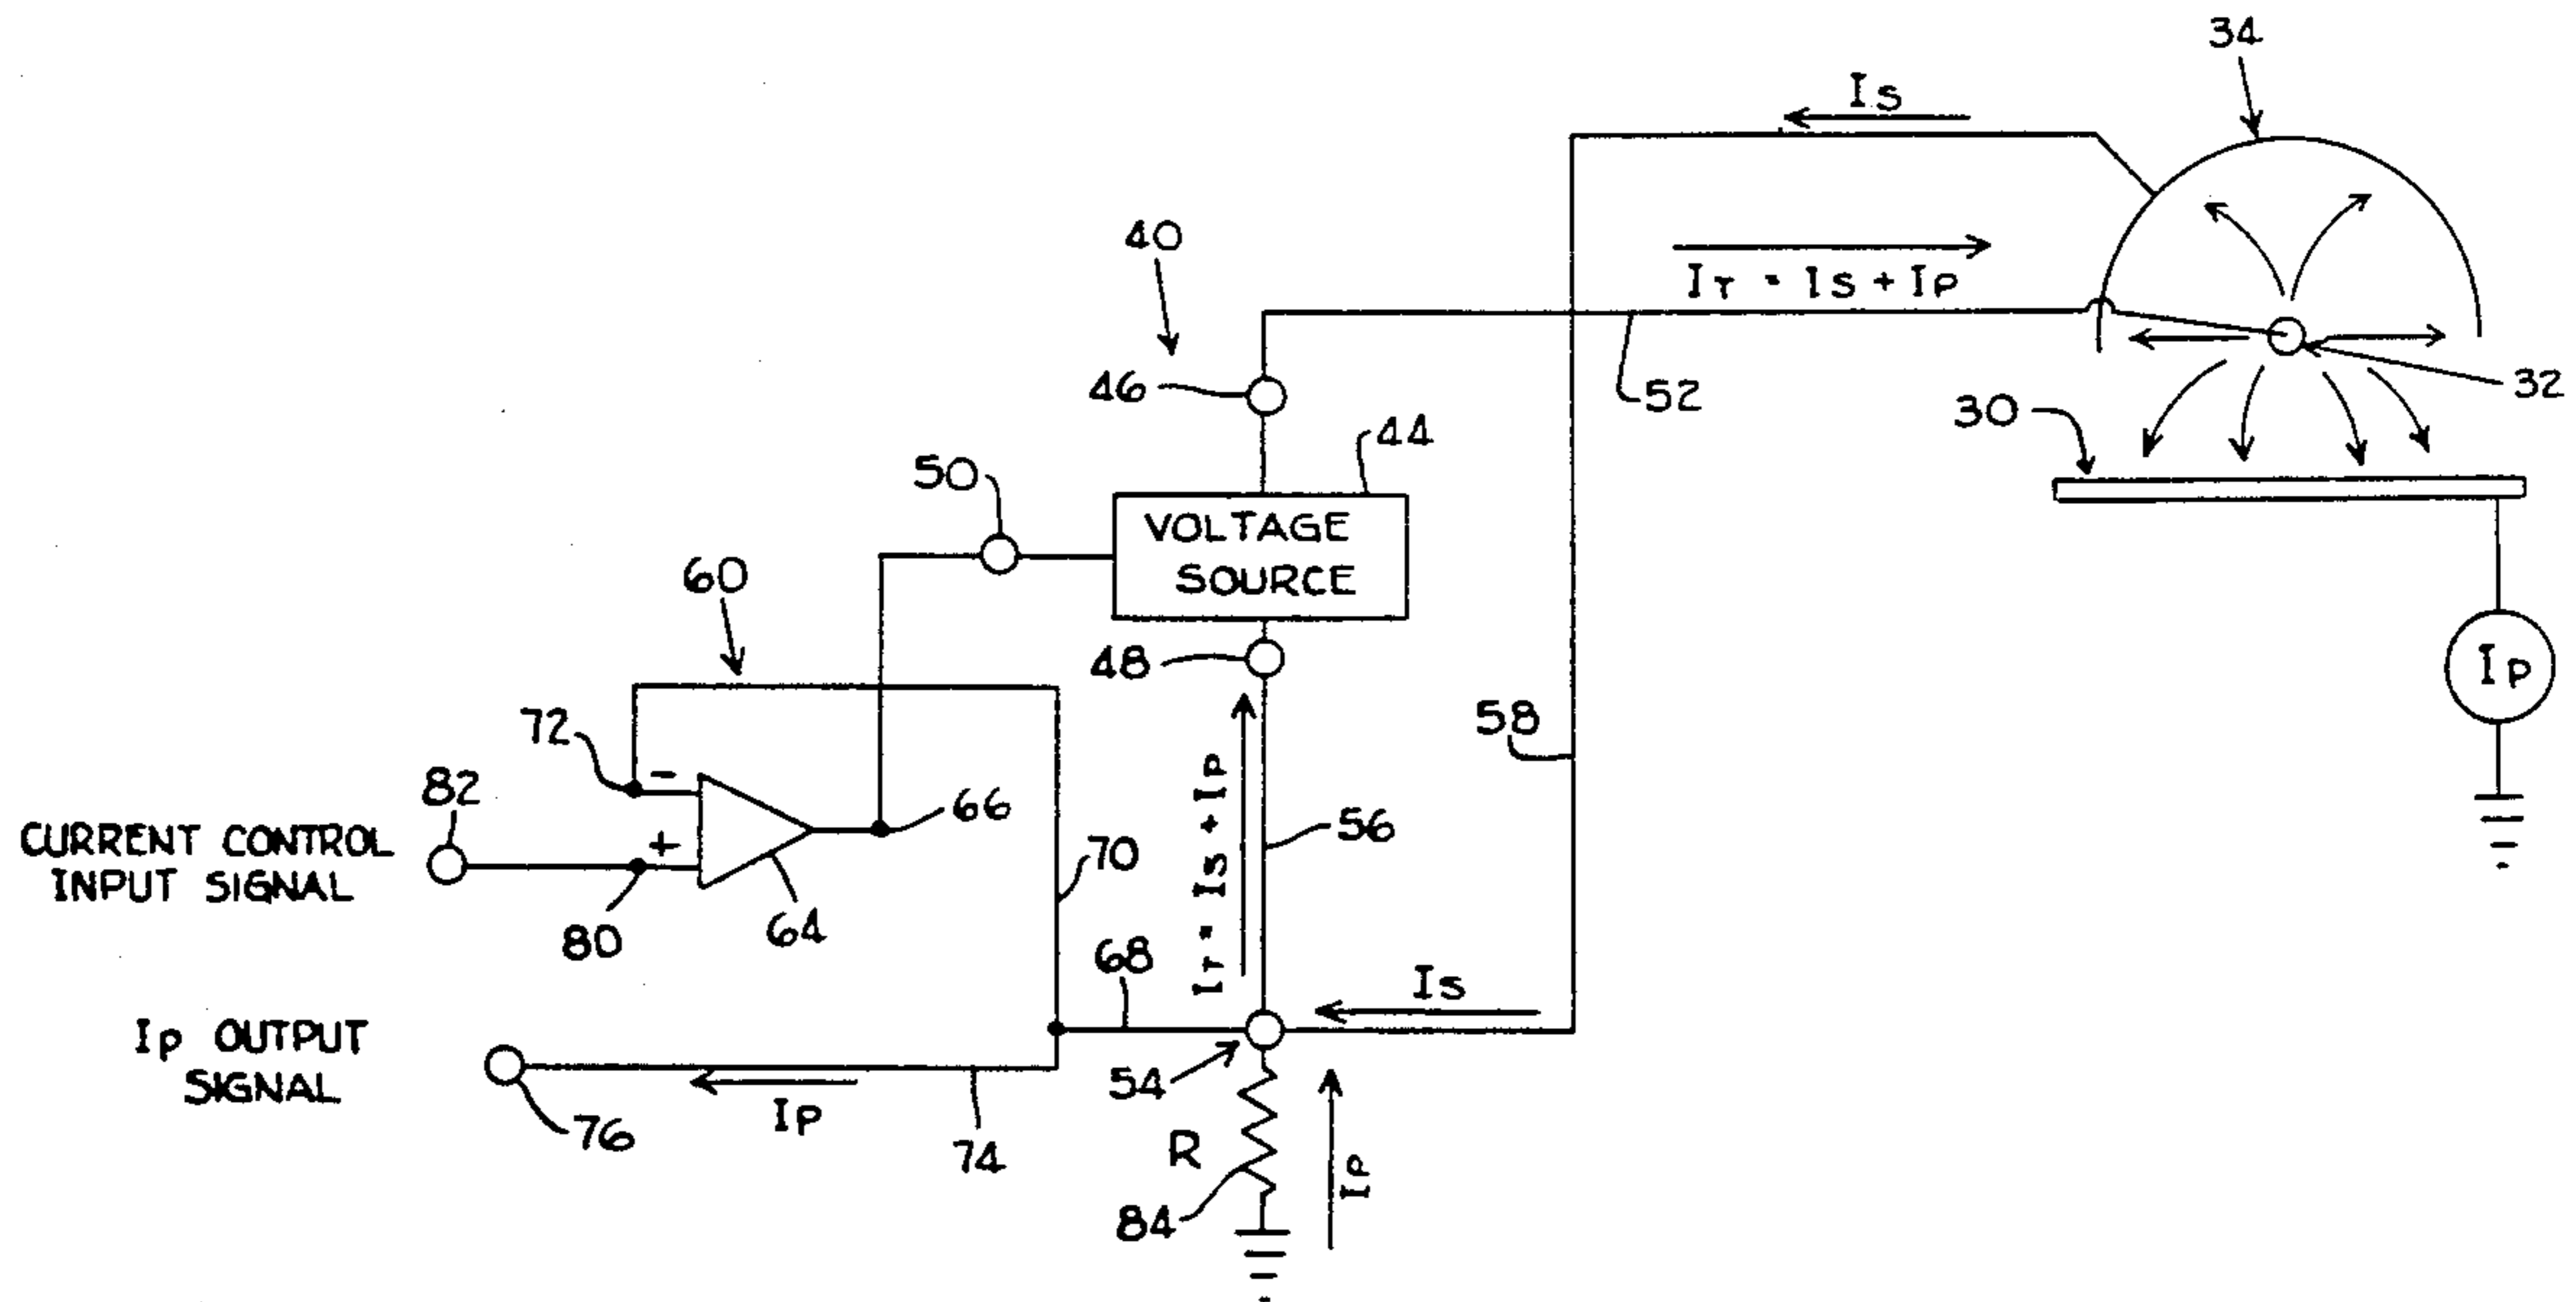 34
Is
40
IT = Is + IP
46
52
32
30
44
50
VOLTAGE
SOURCE
60
48
Ip
72
58
82
66
IT = Is + IP
56
CURRENT CONTROL
INPUT SIGNAL
70
80
64
68
Is
Ip OUTPUT
SIGNAL
54
IP
76
74
R
IP
84